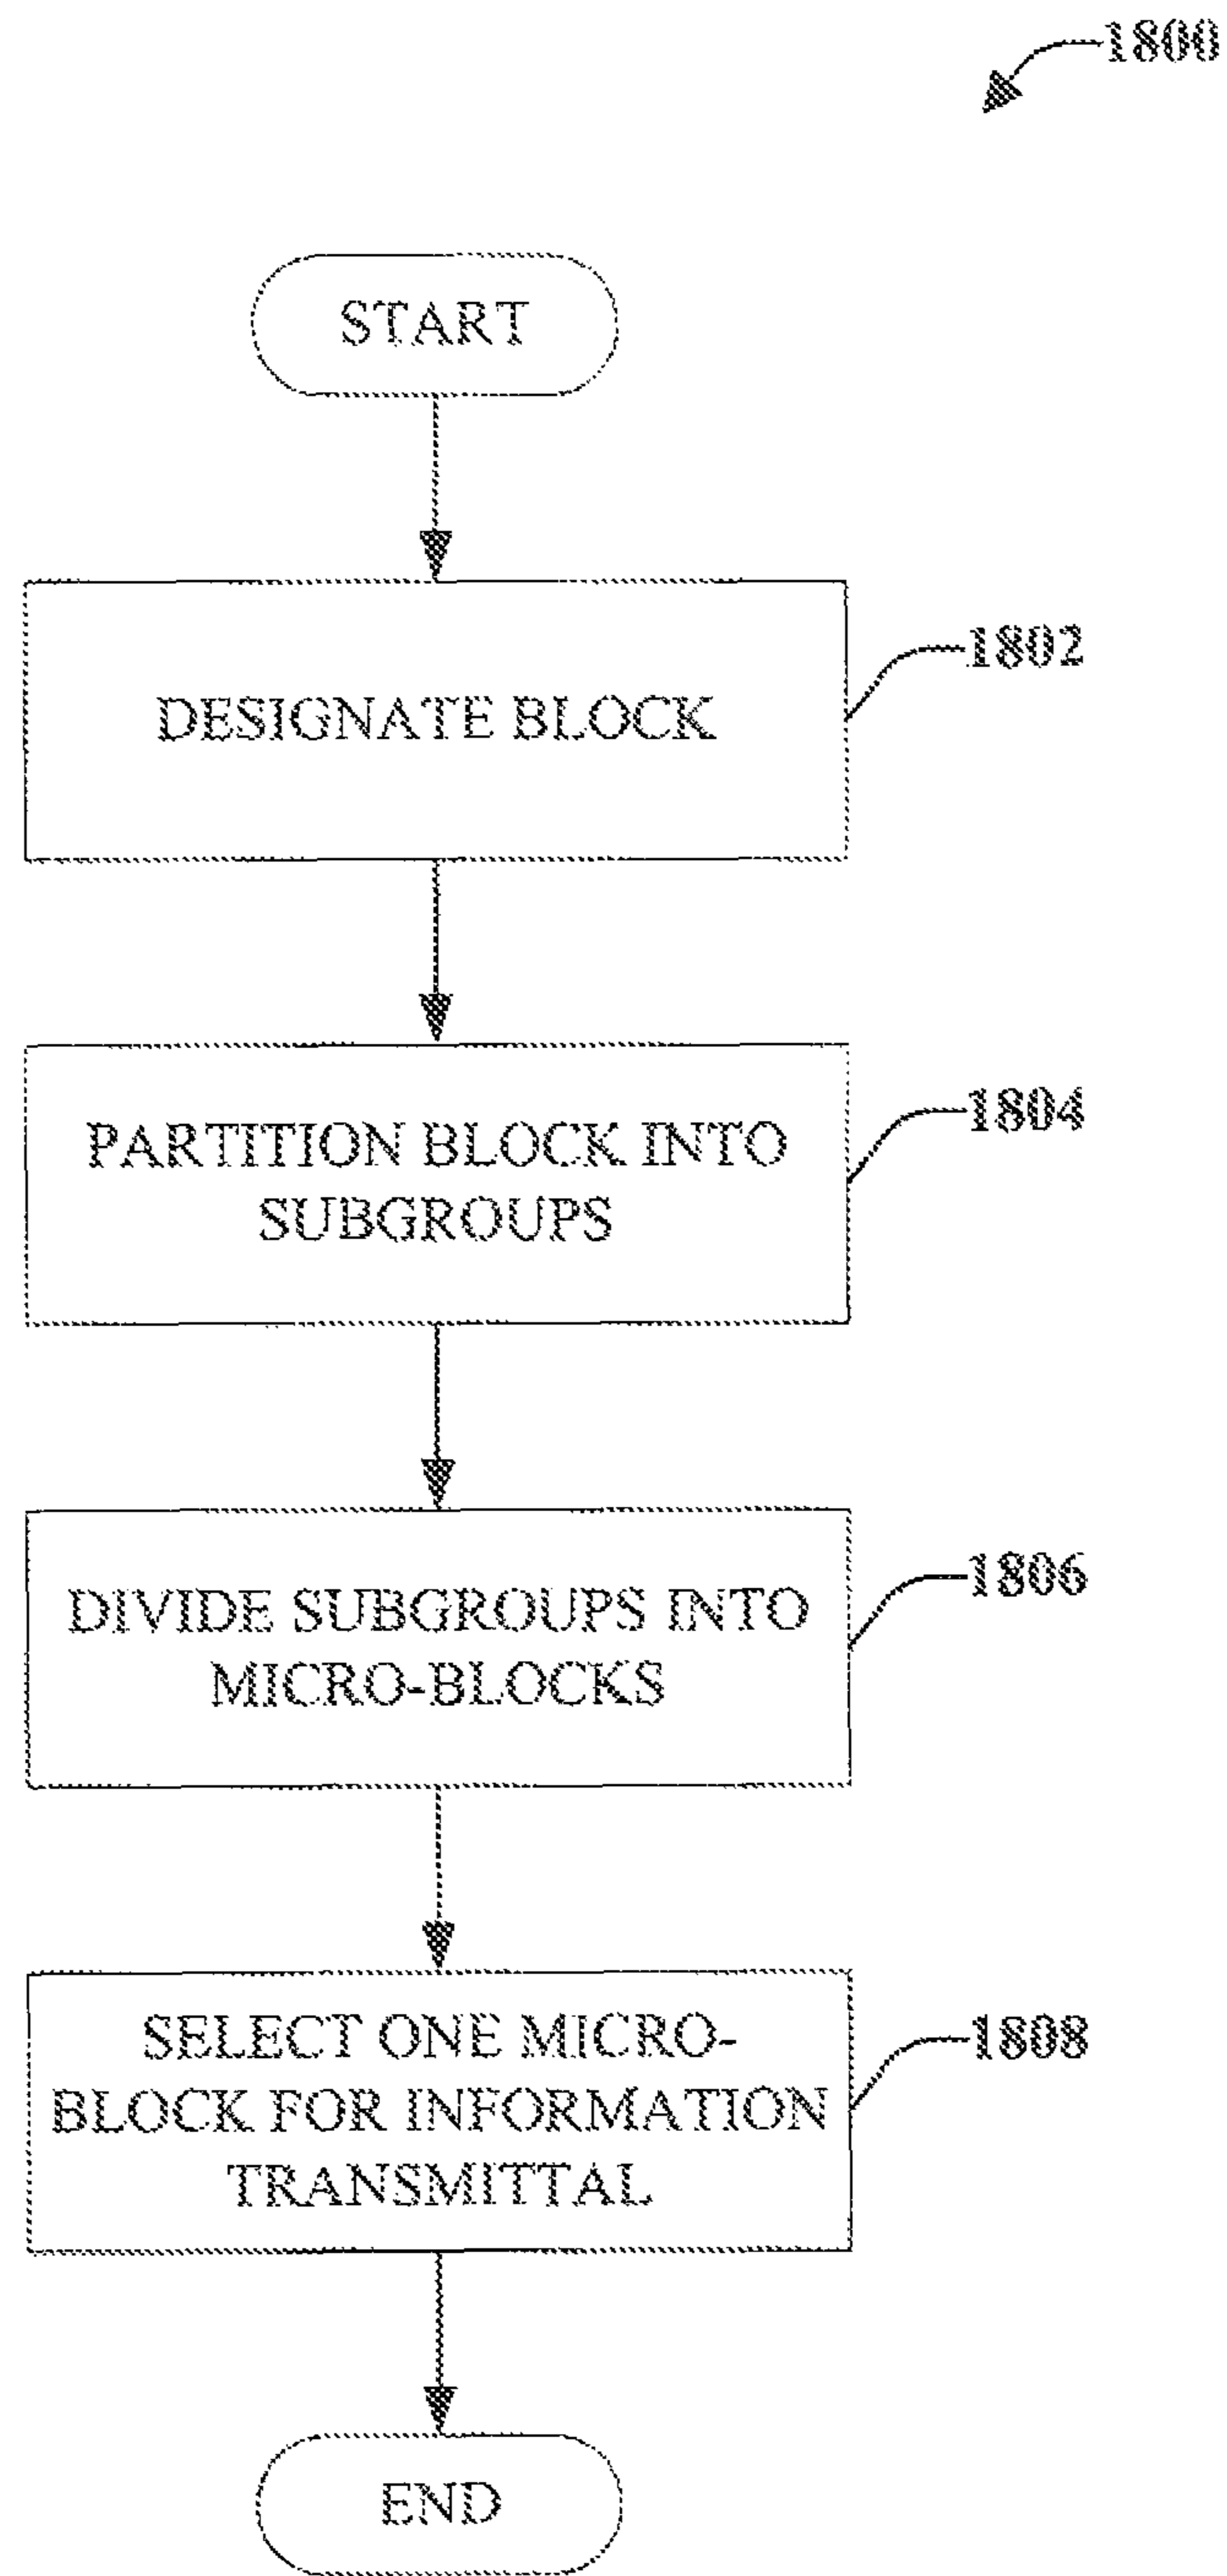 1800
START
DESIGNATE BLOCK
1802
PARTITION BLOCK INTO
SUBGROUPS
1804
DIVIDE SUBGROUPS INTO
MICRO-BLOCKS
1806
SELECT ONE MICRO-
BLOCK FOR INFORMATION
TRANSMITTAL
1808
END